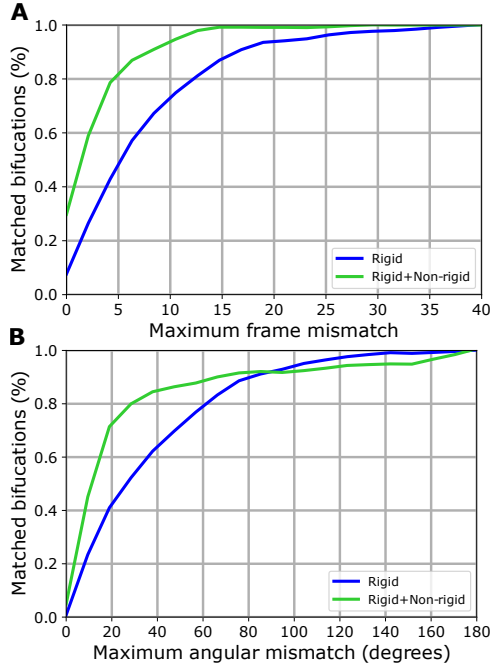 A
Matched bifucations (%)
1.0
0.8
0.6
0.4
0.2
0.0
Rigid
Rigid+Non-rigid
0 5 10 15 20 25 30 35 40
Maximum frame mismatch
B
Matched bifucations (%)
1.0
0.8
0.6
0.4
0.2
0.0
Rigid
Rigid+Non-rigid
0 20 40 60 80 100 120 140 160 180
Maximum angular mismatch (degrees)